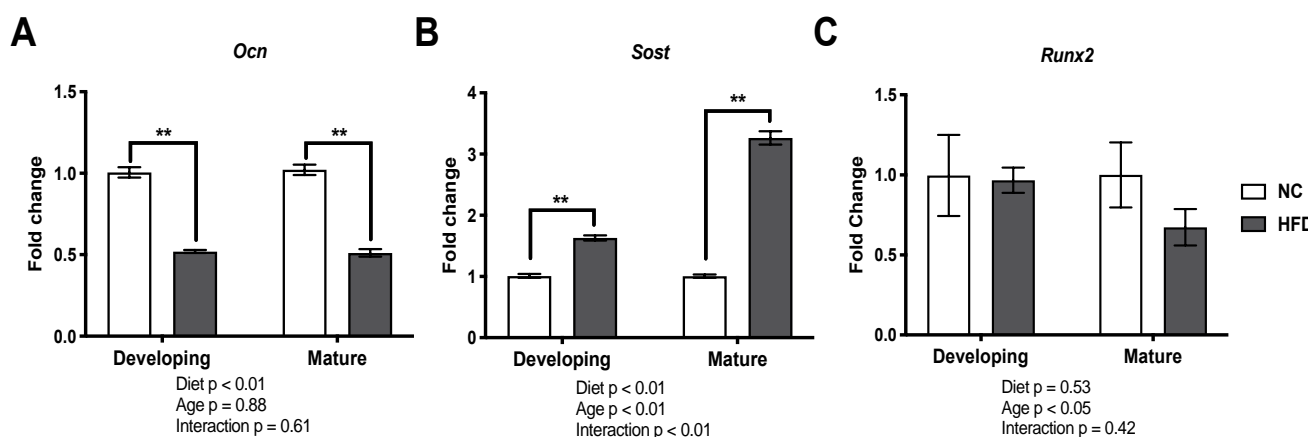 A
Ocn
Fold change
1.5
1.0
0.5
0.0
**
**
Developing
Mature
Diet p < 0.01
Age p = 0.88
Interaction p = 0.61
B
Sost
Fold change
4
3
2
1
0
**
**
Developing
Mature
Diet p < 0.01
Age p < 0.01
Interaction p < 0.01
C
Runx2
Fold Change
1.5
1.0
0.5
0.0
Developing
Mature
Diet p = 0.53
Age p < 0.05
Interaction p = 0.42
NC
HFD